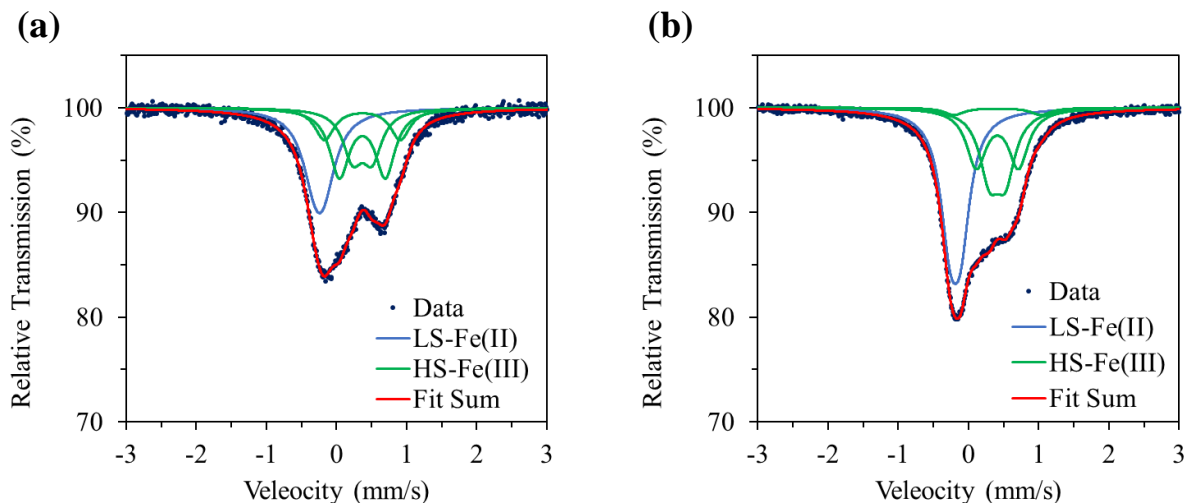 (a)
100
90
80
70
-3 -2 -1 0 1 2 3
Relative Transmission (%)
Veleocity (mm/s)
Data
LS-Fe(II)
HS-Fe(III)
Fit Sum
(b)
100
90
80
70
-3 -2 -1 0 1 2 3
Relative Transmission (%)
Veleocity (mm/s)
Data
LS-Fe(II)
HS-Fe(III)
Fit Sum